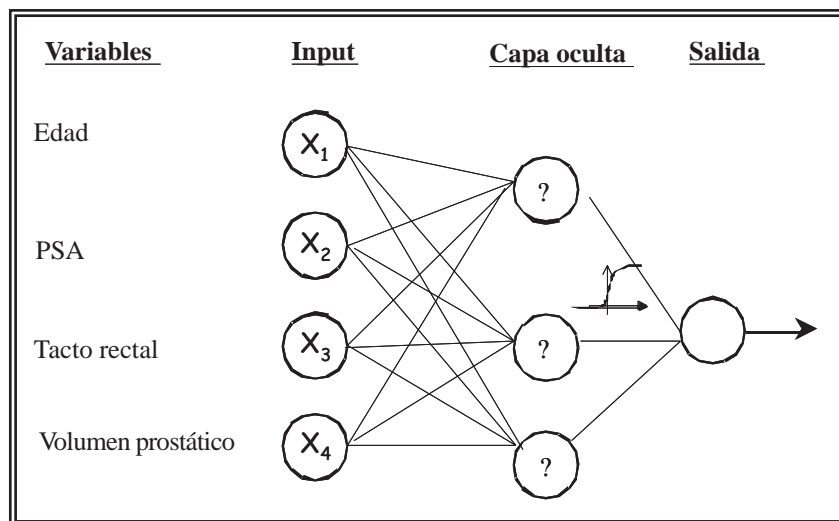 Variables Input Capa oculta Salida
Edad X1
?
PSA X2
Tacto rectal X3 ?
Volumen prostático X4 ?